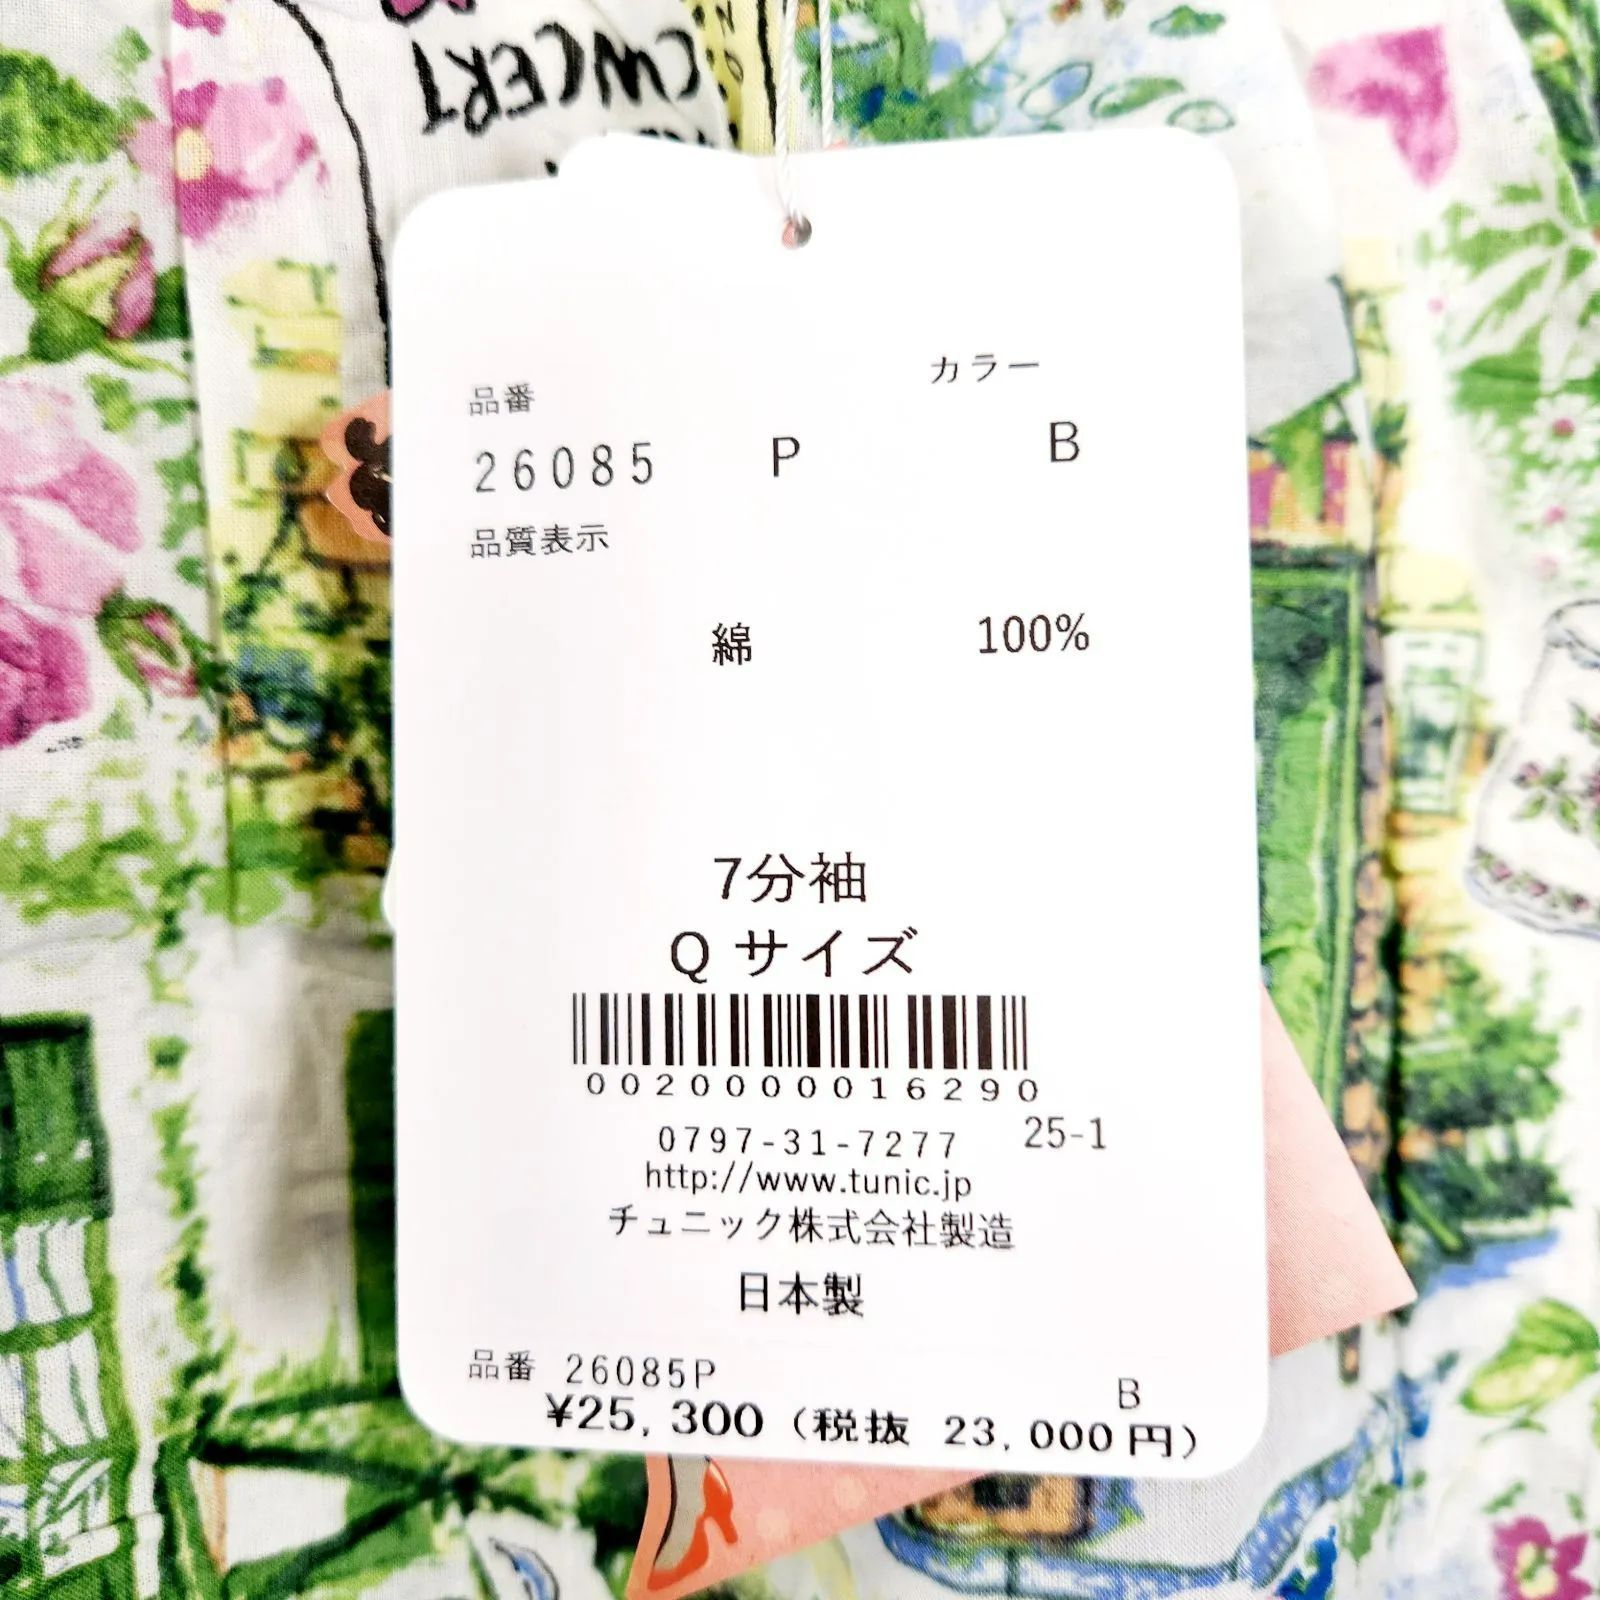 CWCERT
品番
カラー
26085 P B
品質表示
綿 100%
7分袖
Q サイズ
0020000016290
0797-31-7277 25-1
http://www.tunic.jp
チュニック株式会社製造
日本製
品番 26085P B
¥25,300(税抜 23,000円)